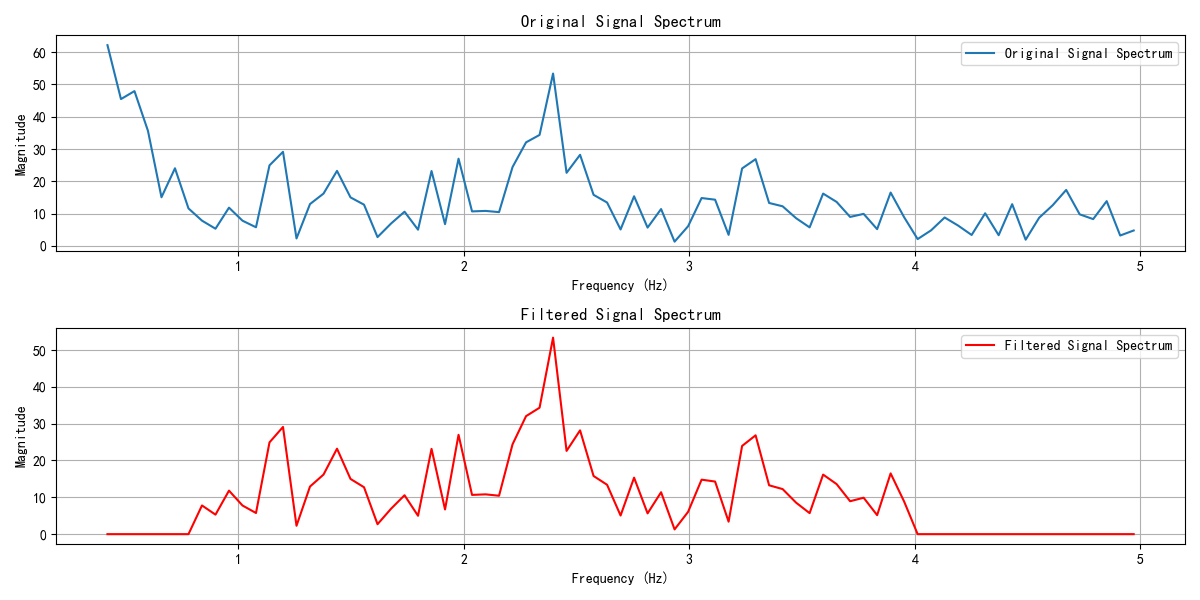 Original Signal Spectrum
Original Signal Spectrum
60
50
40
30
20
10
0
Magnitude
1 2 3 4 5
Frequency (Hz)
Filtered Signal Spectrum
Filtered Signal Spectrum
50
40
30
20
10
0
Magnitude
1 2 3 4 5
Frequency (Hz)